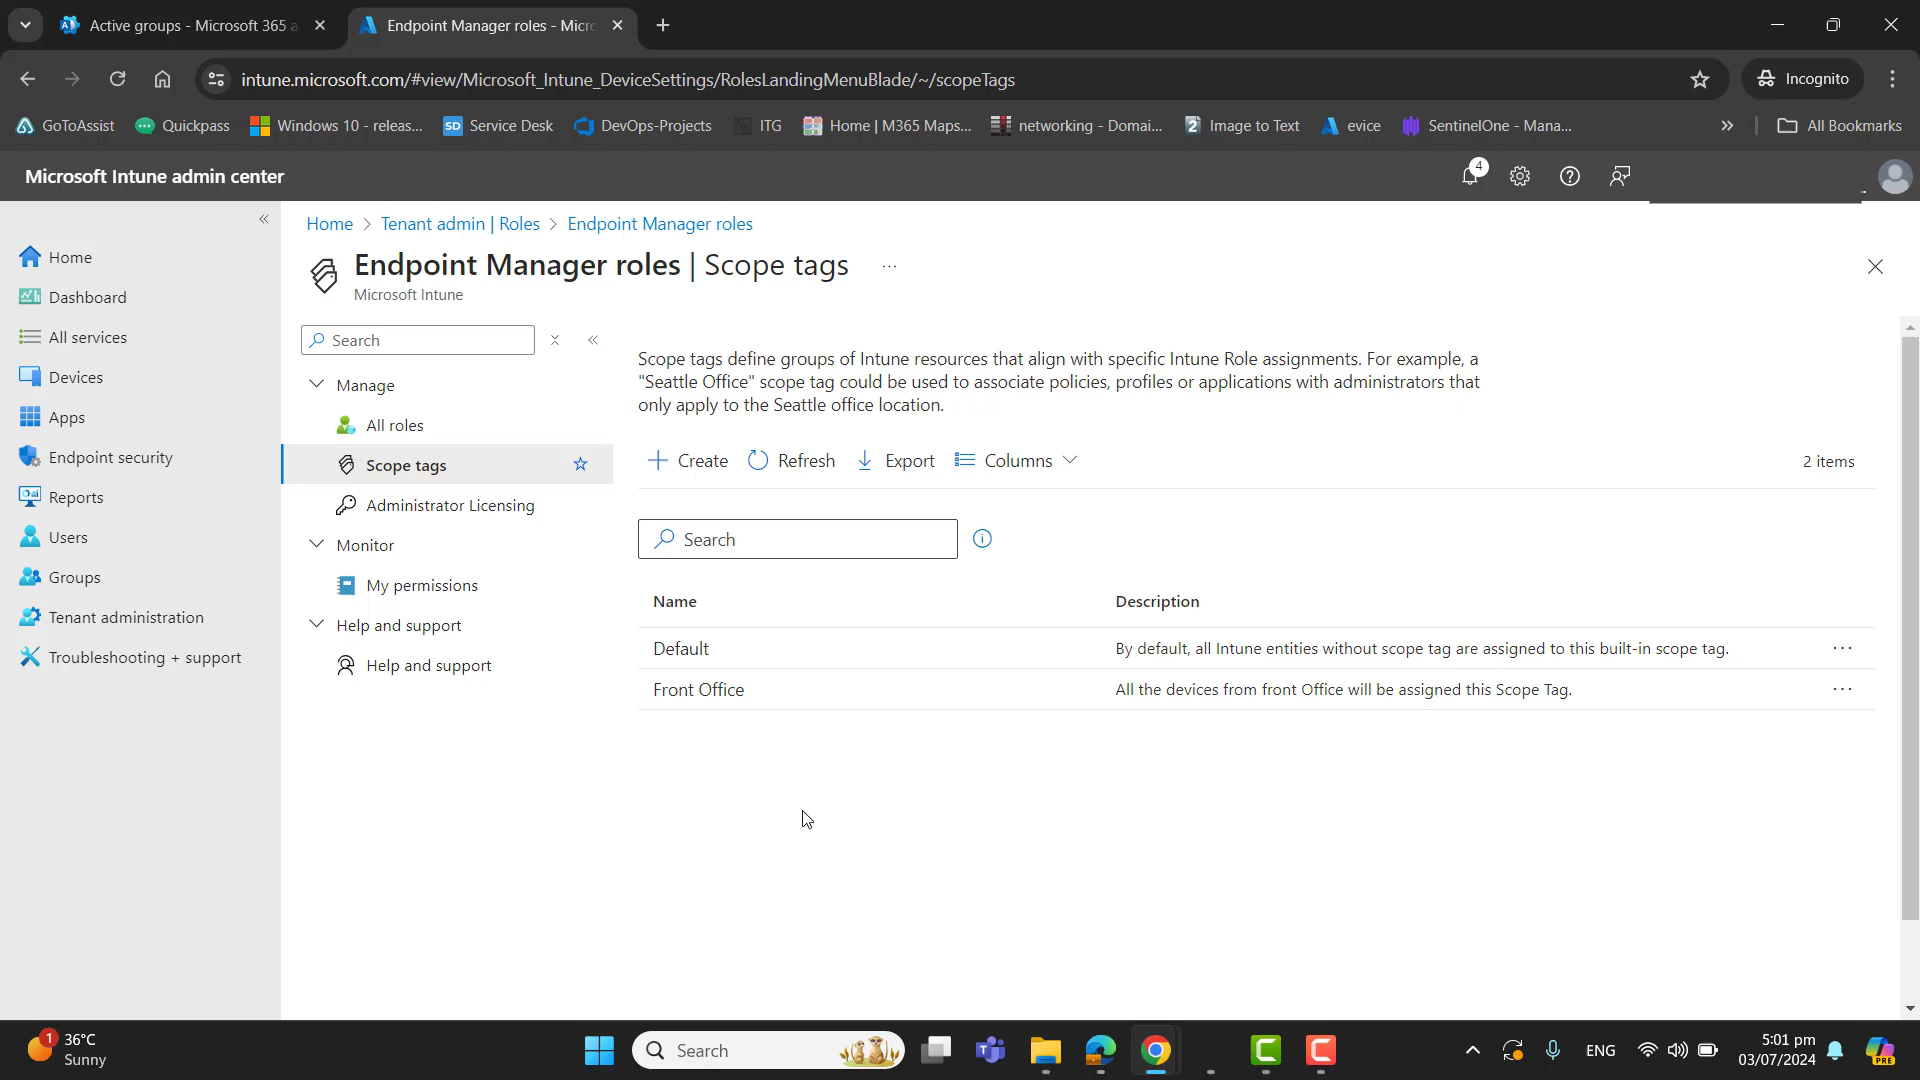 Active groups - Microsoft 365 a
Endpoint Manager roles - Micr
intune.microsoft.com/#view/Microsoft_Intune_DeviceSettings/RolesLandingMenuBlade/~/scopeTags
Incognito
GoToAssist
Quickpass
Windows 10 - releas...
SD
Service Desk
DevOps-Projects
ITG
Home | M365 Maps...
networking - Domai...
Image to Text
evice
SentinelOne - Mana...
All Bookmarks
Microsoft Intune admin center
4
Home
Dashboard
All services
Devices
Apps
Endpoint security
Reports
Users
Groups
Tenant administration
Troubleshooting + support
Home > Tenant admin | Roles > Endpoint Manager roles
Endpoint Manager roles | Scope tags ...
Microsoft Intune
Search
Manage
All roles
Scope tags
Administrator Licensing
Monitor
My permissions
Help and support
Help and support
Scope tags define groups of Intune resources that align with specific Intune Role assignments. For example, a
"Seattle Office" scope tag could be used to associate policies, profiles or applications with administrators that
only apply to the Seattle office location.
Create
Refresh
Export
Columns
2 items
Search
Name
Description
Default
By default, all Intune entities without scope tag are assigned to this built-in scope tag.
...
Front Office
All the devices from front Office will be assigned this Scope Tag.
...
1
36°C
Sunny
Search
ENG
5:01 pm
03/07/2024
PRE